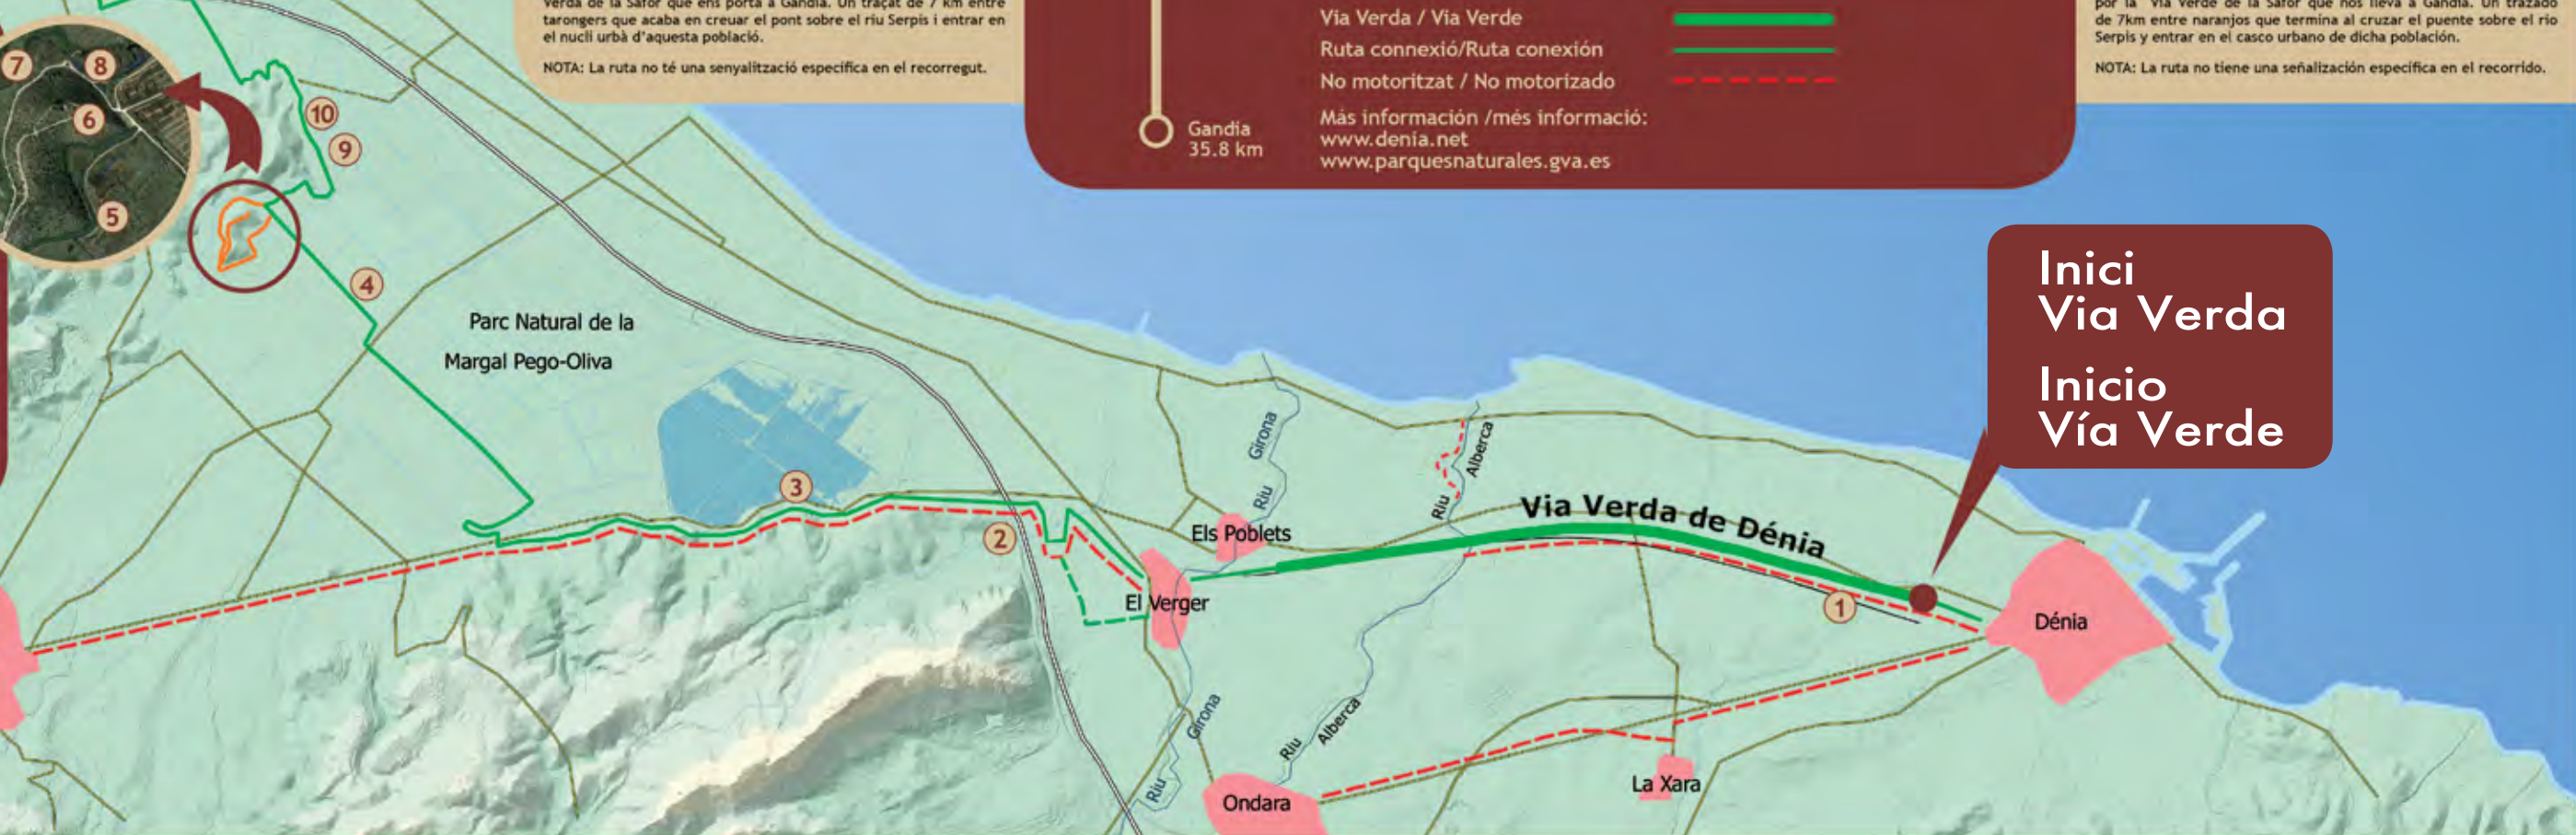 Verda de la Safor que ens porta a Gandia. Un traçat de 7 km entre
tarongers que acaba en creuar el pont sobre el riu Serpis i entrar en
el nucli urbà d'aquesta població.
NOTA: La ruta no té una senyalització especifica en el recorregut.
Gandia
35.8 km
Via Verda / Via Verde
Ruta connexió/Ruta conexión
No motoritzat / No motorizado
Más información /més informació:
www.denia.net
www.parquesnaturales.gva.es
por la Via Verde de la Safor que nos lleva a Gandia. Un trazado
de 7km entre naranjos que termina al cruzar el puente sobre el río
Serpis y entrar en el casco urbano de dicha población.
NOTA: La ruta no tiene una señalización específica en el recorrido.
7
8
6
5
10
9
4
Parc Natural de la
Margal Pego-Oliva
3
2
Inici
Via Verda
Inicio
Vía Verde
Riu Girona
Riu Alberca
Els Poblets
Via Verda de Dénia
El Verger
1
Dénia
Riu Girona
Riu Alberca
La Xara
Ondara